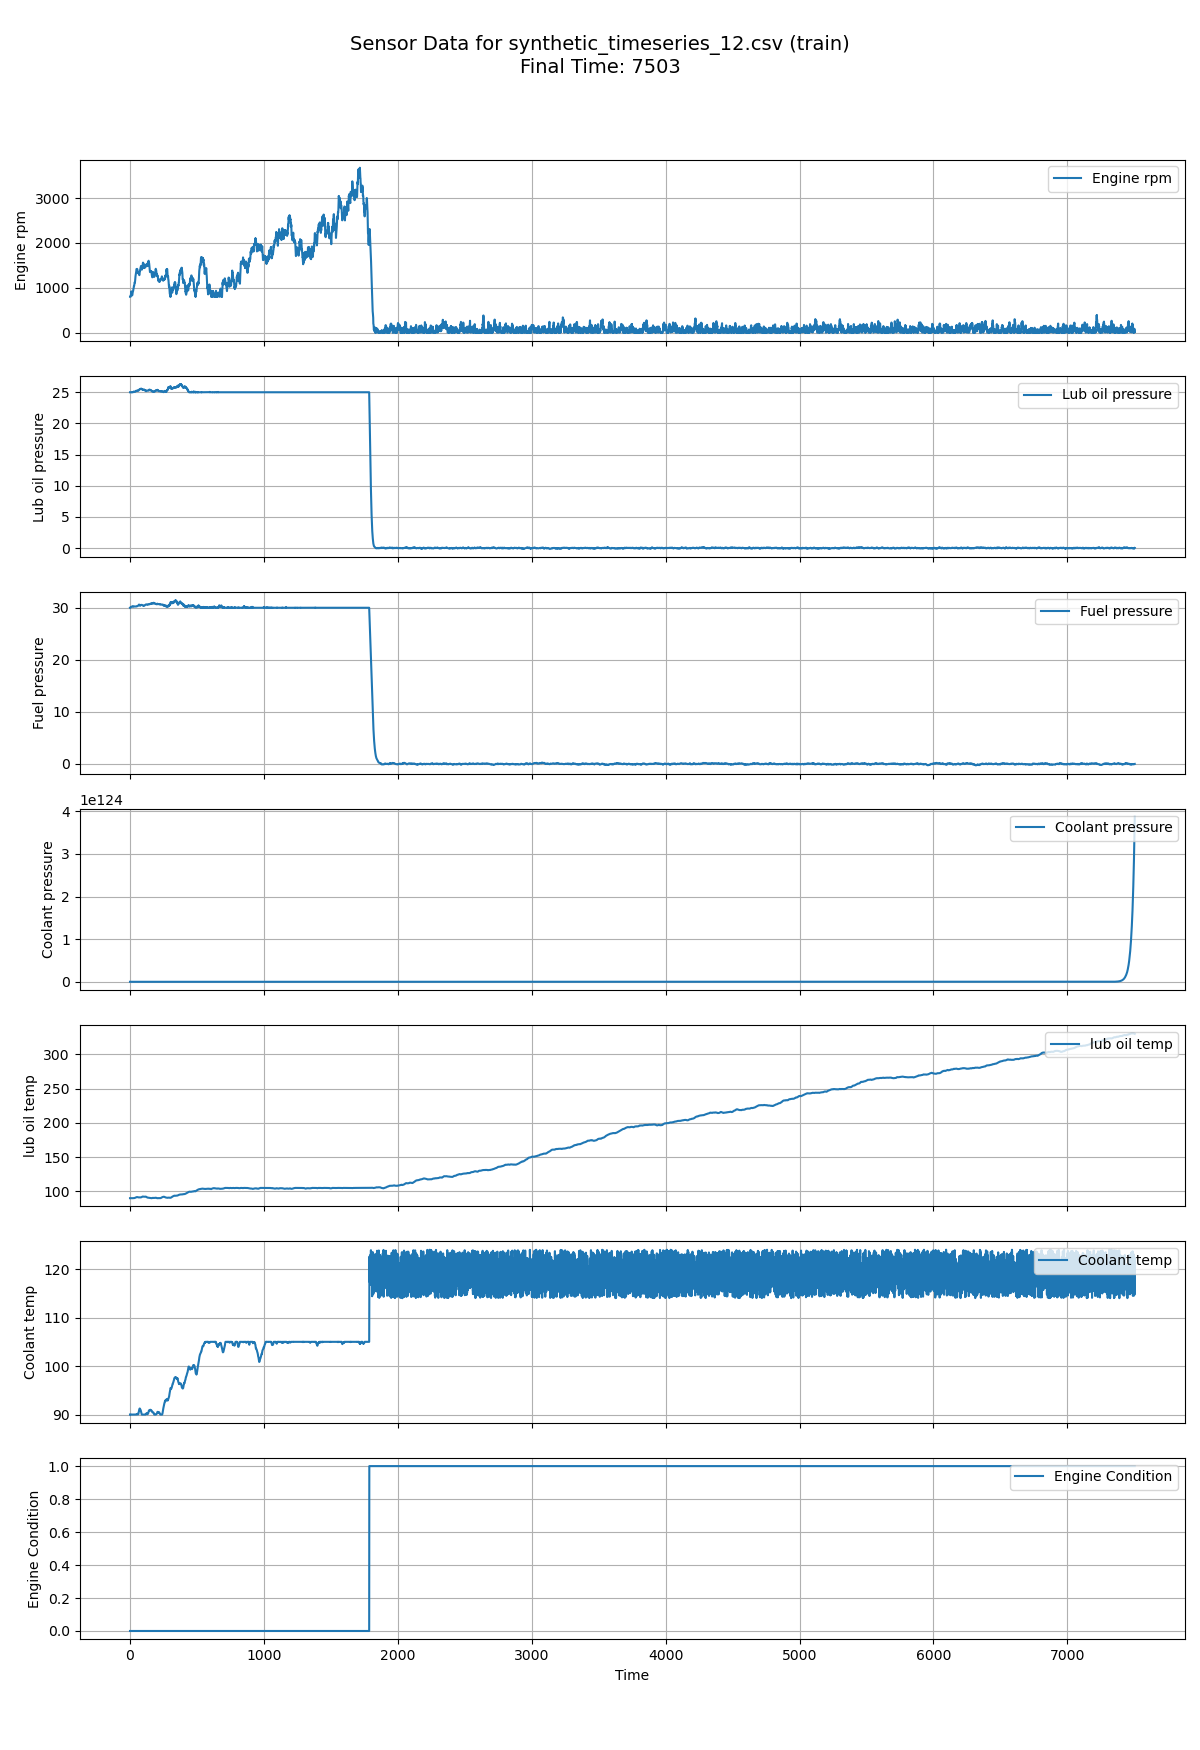 Sensor Data for synthetic_timeseries_12.csv (train)
Final Time: 7503
Engine rpm
3000
2000
1000
0
Engine rpm
Lub oil pressure
25
20
15
10
5
0
Lub oil pressure
Fuel pressure
30
20
10
0
Fuel pressure
1e124
Coolant pressure
4
3
2
1
0
Coolant pressure
lub oil temp
300
250
200
150
100
lub oil temp
Coolant temp
120
110
100
90
Coolant temp
Engine Condition
1.0
0.8
0.6
0.4
0.2
0.0
Engine Condition
0 1000 2000 3000 4000 5000 6000 7000
Time